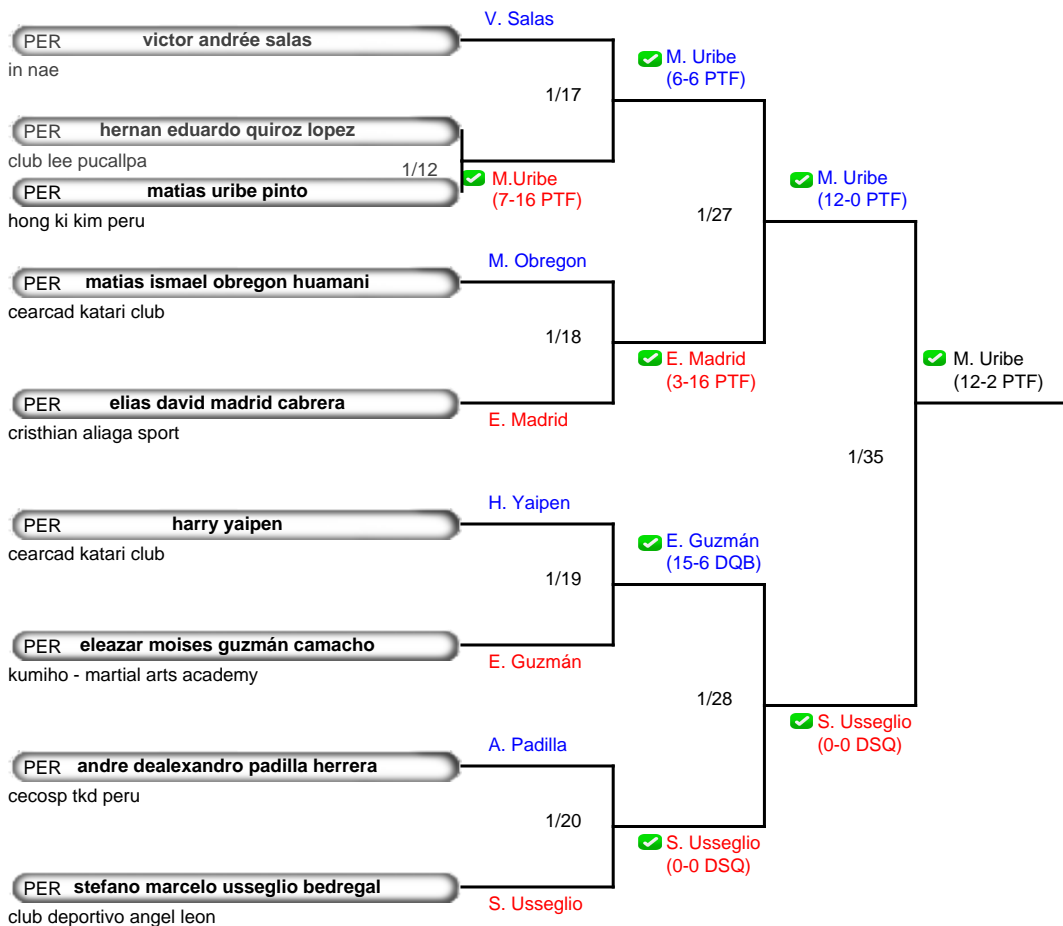 V. Salas
PER victor andrée salas
in nae
M. Uribe
(6-6 PTF)
1/17
PER hernan eduardo quiroz lopez
club lee pucallpa
1/12
M.Uribe
(7-16 PTF)
PER matias uribe pinto
hong ki kim peru
M. Uribe
(12-0 PTF)
1/27
M. Obregon
PER matias ismael obregon huamani
cearcad katari club
1/18
E. Madrid
(3-16 PTF)
M. Uribe
(12-2 PTF)
PER elias david madrid cabrera
cristhian aliaga sport
E. Madrid
1/35
H. Yaipen
PER harry yaipen
cearcad katari club
E. Guzmán
(15-6 DQB)
1/19
PER eleazar moises guzmán camacho
kumiho - martial arts academy
E. Guzmán
1/28
S. Usseglio
(0-0 DSQ)
A. Padilla
PER andre dealexandro padilla herrera
cecosp tkd peru
1/20
S. Usseglio
(0-0 DSQ)
PER stefano marcelo usseglio bedregal
club deportivo angel leon
S. Usseglio